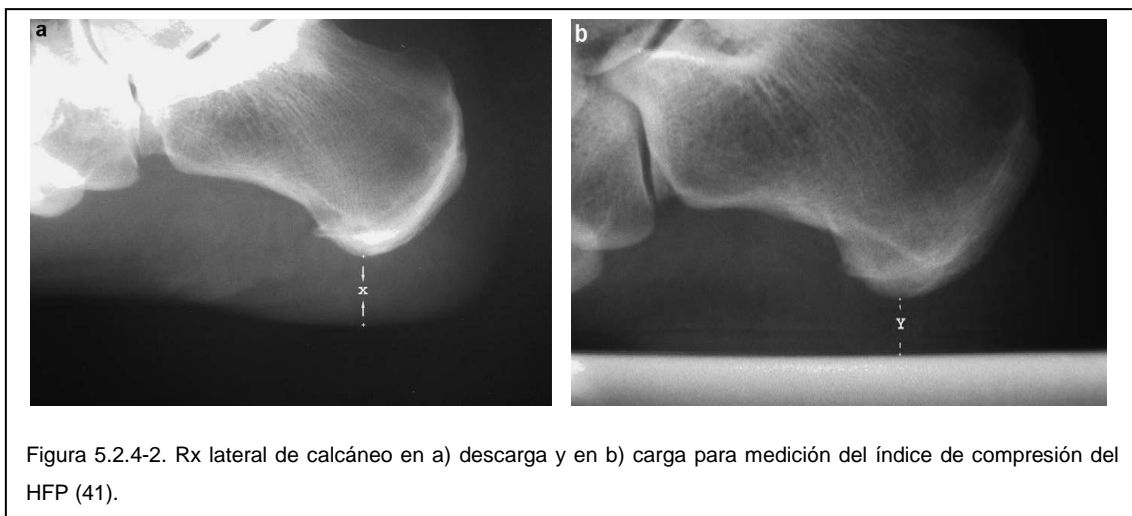 a
b
x
Y
Figura 5.2.4-2. Rx lateral de calcáneo en a) descarga y en b) carga para medición del índice de compresión del
HFP (41).